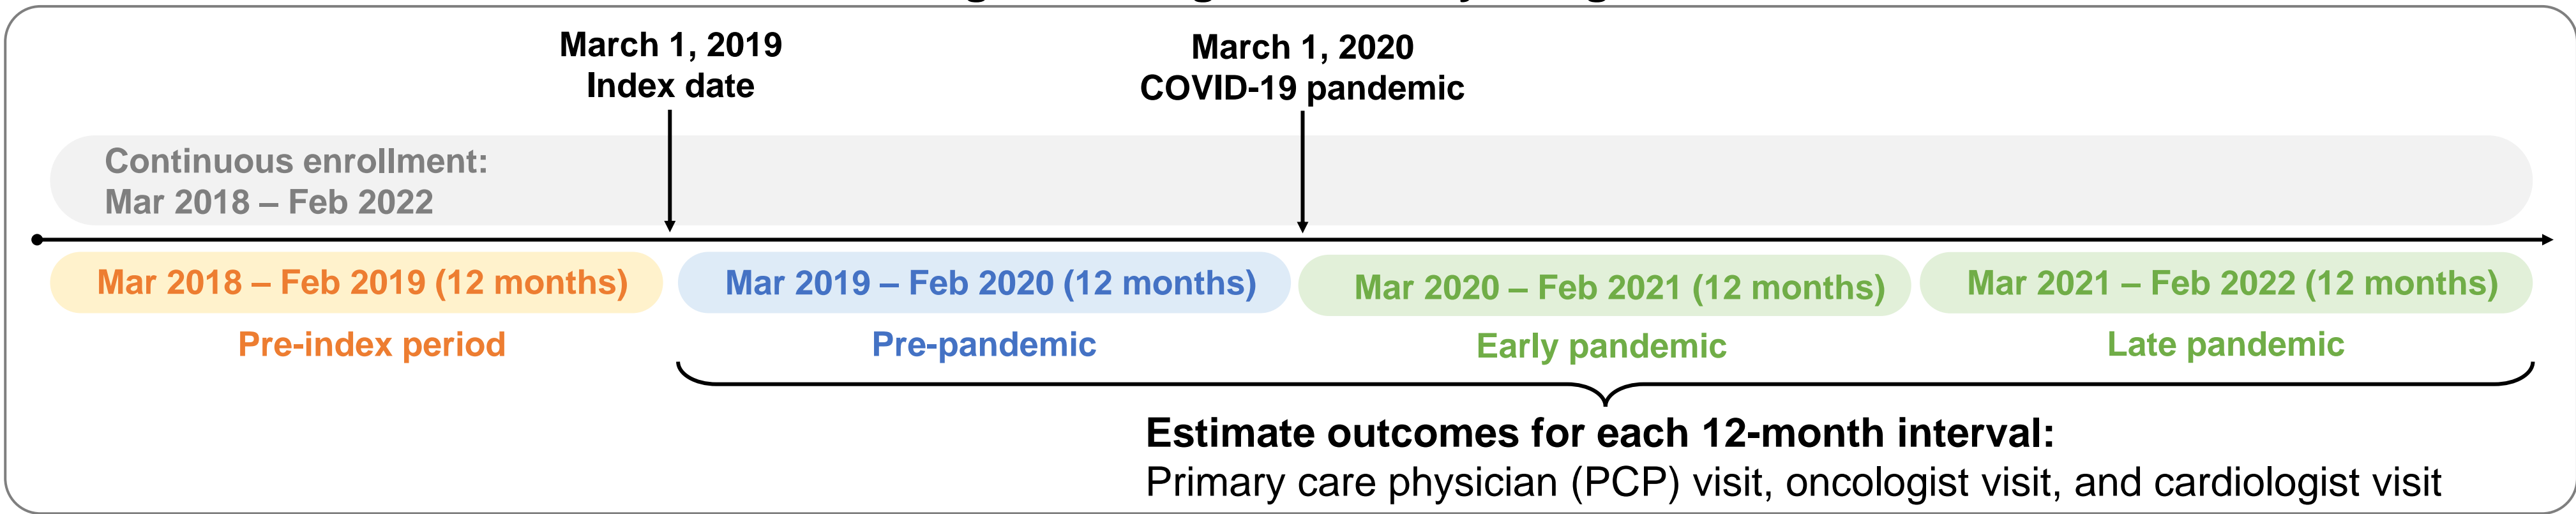 March 1, 2019
Index date
March 1, 2020
COVID-19 pandemic
Continuous enrollment:
Mar 2018 – Feb 2022
Mar 2018 – Feb 2019 (12 months)
Mar 2019 – Feb 2020 (12 months)
Mar 2020 – Feb 2021 (12 months)
Mar 2021 – Feb 2022 (12 months)
Pre-index period
Pre-pandemic
Early pandemic
Late pandemic
Estimate outcomes for each 12-month interval:
Primary care physician (PCP) visit, oncologist visit, and cardiologist visit